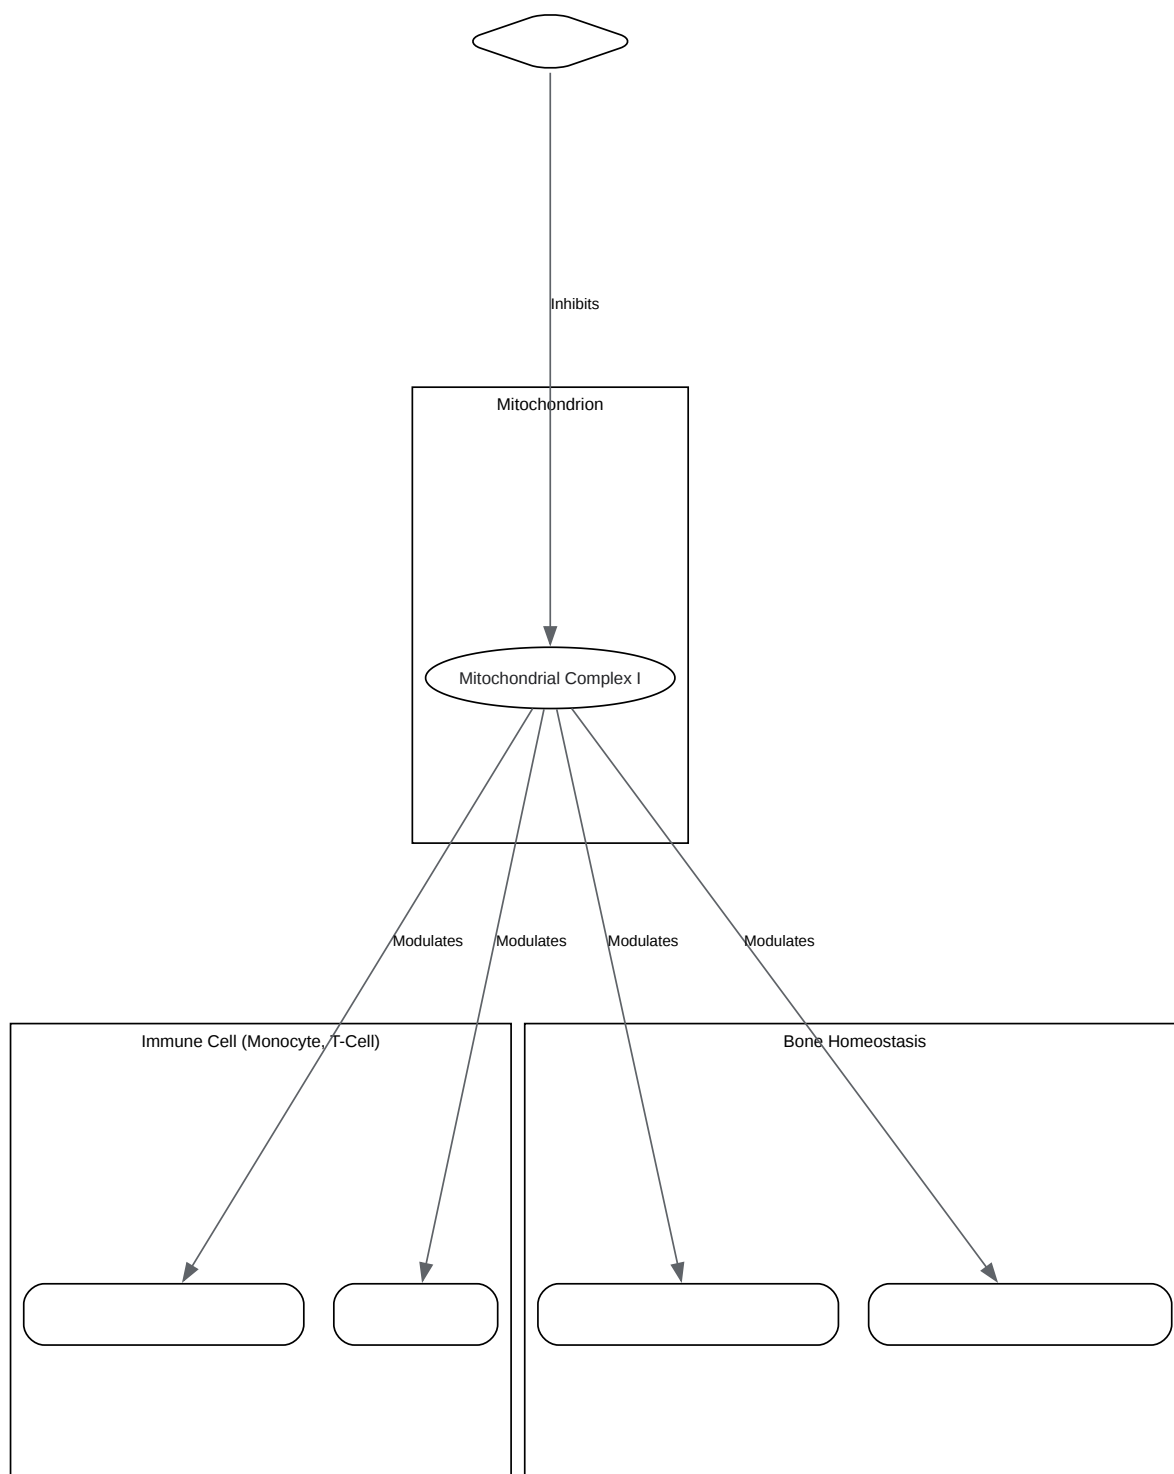 Inhibits
Mitochondrion
Mitochondrial Complex I
Modulates
Modulates
Modulates
Modulates
Immune Cell (Monocyte, T-Cell)
Bone Homeostasis